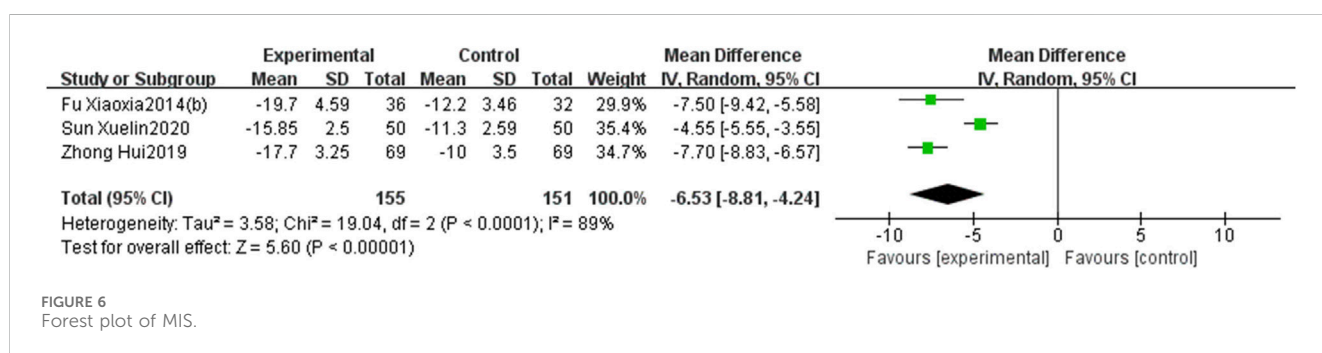 Experimental Control Mean Difference Mean Difference
Study or Subgroup Mean SD Total Mean SD Total Weight IV, Random, 95% CI IV, Random, 95% CI
Fu Xiaoxia2014(b) -19.7 4.59 36 -12.2 3.46 32 29.9% -7.50 [-9.42, -5.58]
Sun Xuelin2020 -15.85 2.5 50 -11.3 2.59 50 35.4% -4.55 [-5.55, -3.55]
Zhong Hui2019 -17.7 3.25 69 -10 3.5 69 34.7% -7.70 [-8.83, -6.57]
Total (95% CI) 155 151 100.0% -6.53 [-8.81, -4.24]
Heterogeneity: Tau² = 3.58; Chi² = 19.04, df = 2 (P < 0.0001); I² = 89%
Test for overall effect: Z = 5.60 (P < 0.00001)
-10 -5 0 5 10
Favours [experimental] Favours [control]
FIGURE 6
Forest plot of MIS.